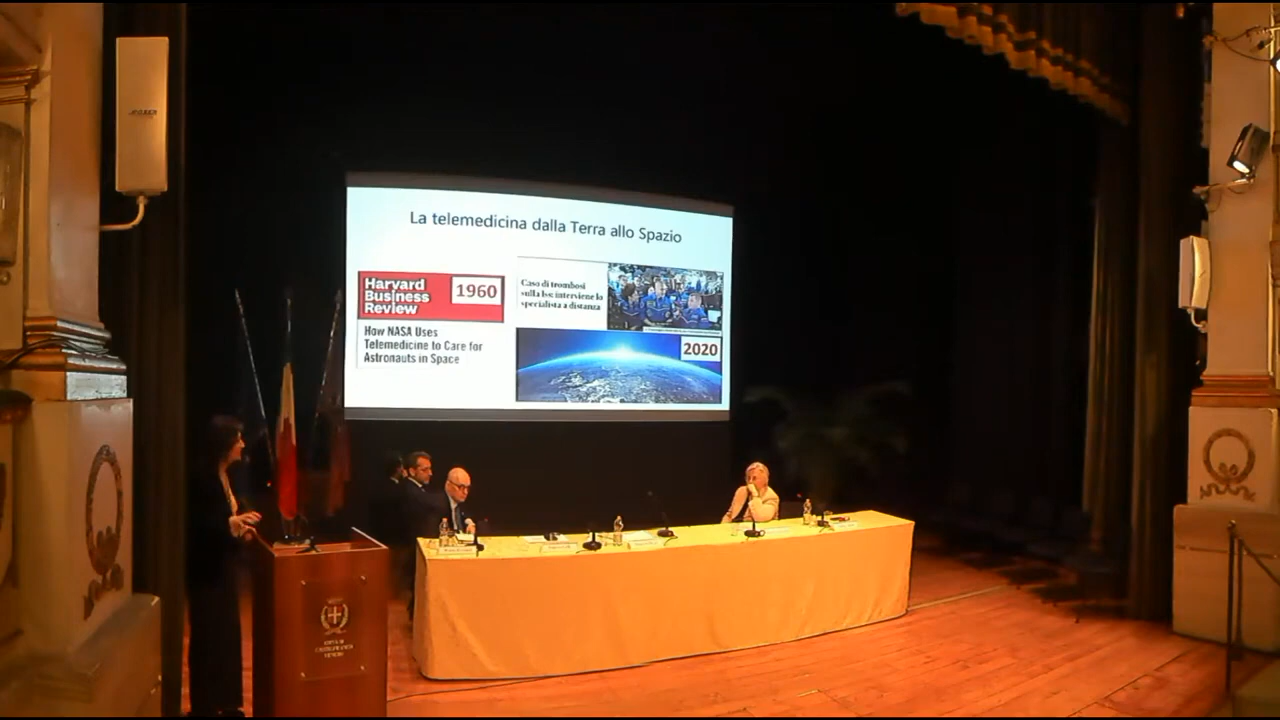 La telemedicina dalla Terra allo Spazio
Harvard
Business
Review
1960
How NASA Uses
Telemedicine to Care for
Astronauts in Space
Caso di trombosi
sulla Iss: interviene lo
specialista a distanza
2020